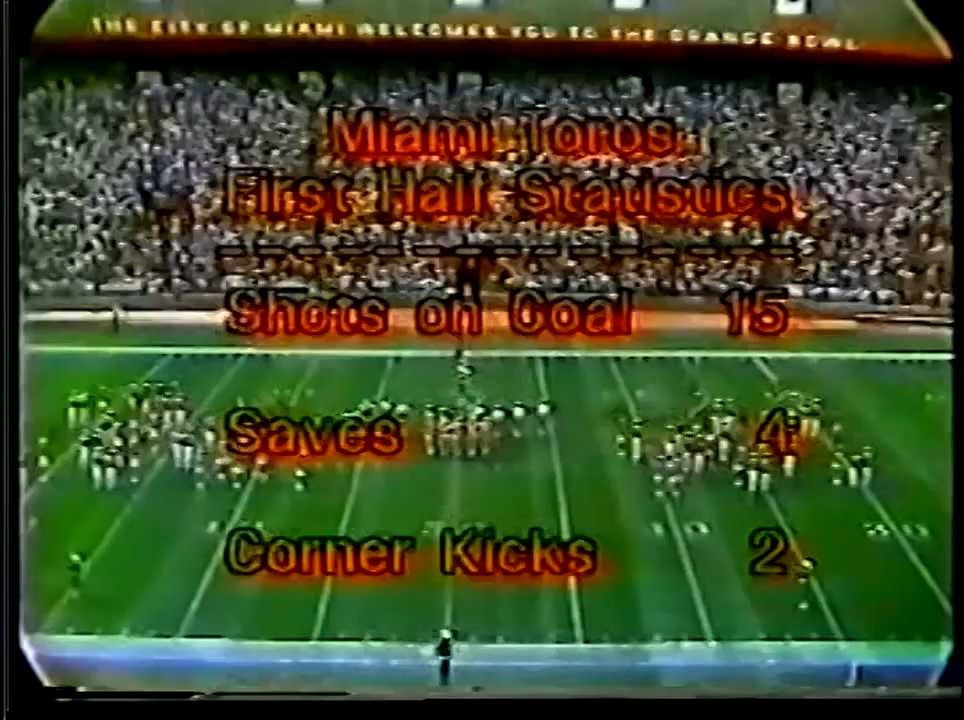 THE CITY OF MIAMI WELCOMES YOU TO THE ORANGE BOWL
Miami Toros
First Half Statistics
--------------
Shots on Goal 15
Saves 4
Corner Kicks 2